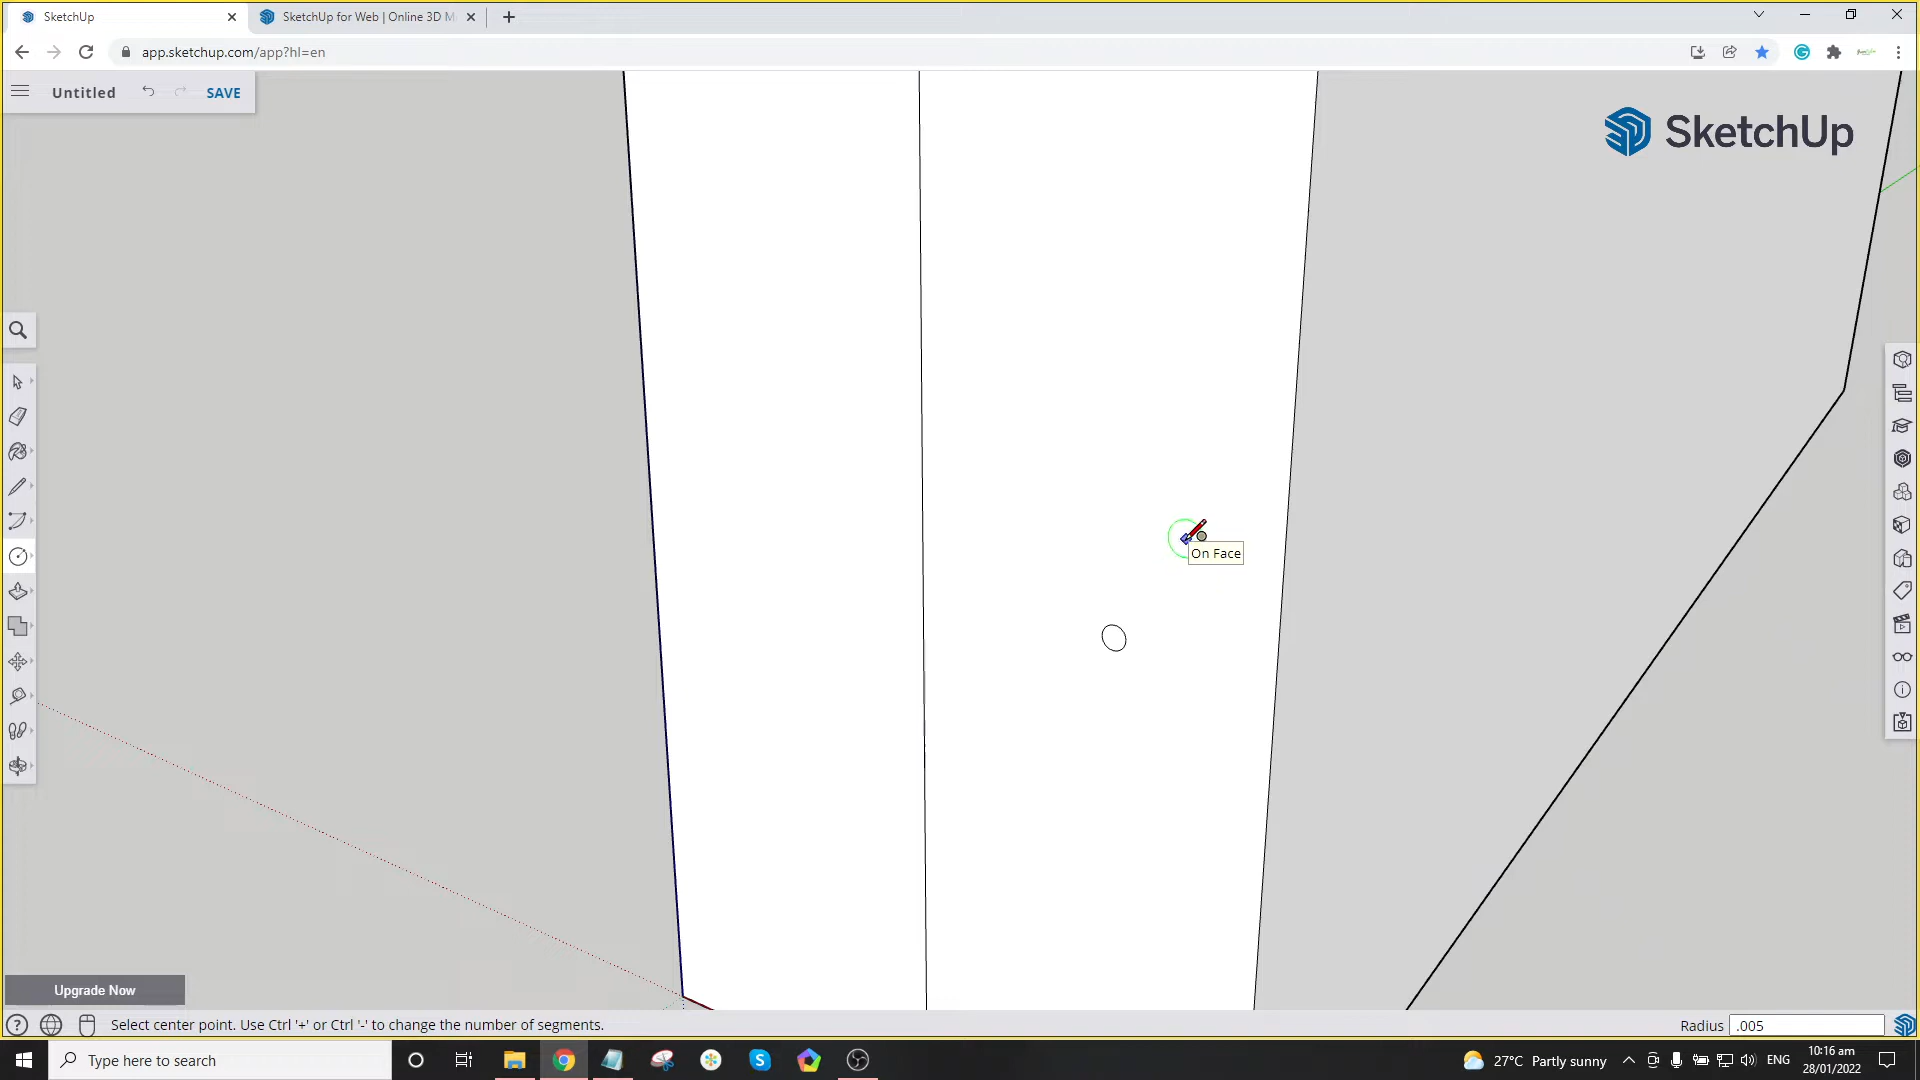 SketchUp
SketchUp for Web | Online 3D M
app.sketchup.com/app?hl=en
Untitled
SAVE
SketchUp
On Face
Upgrade Now
Select center point. Use Ctrl '+' or Ctrl '-' to change the number of segments.
Radius .005
Type here to search
27°C Partly sunny
ENG
10:16 am
28/01/2022